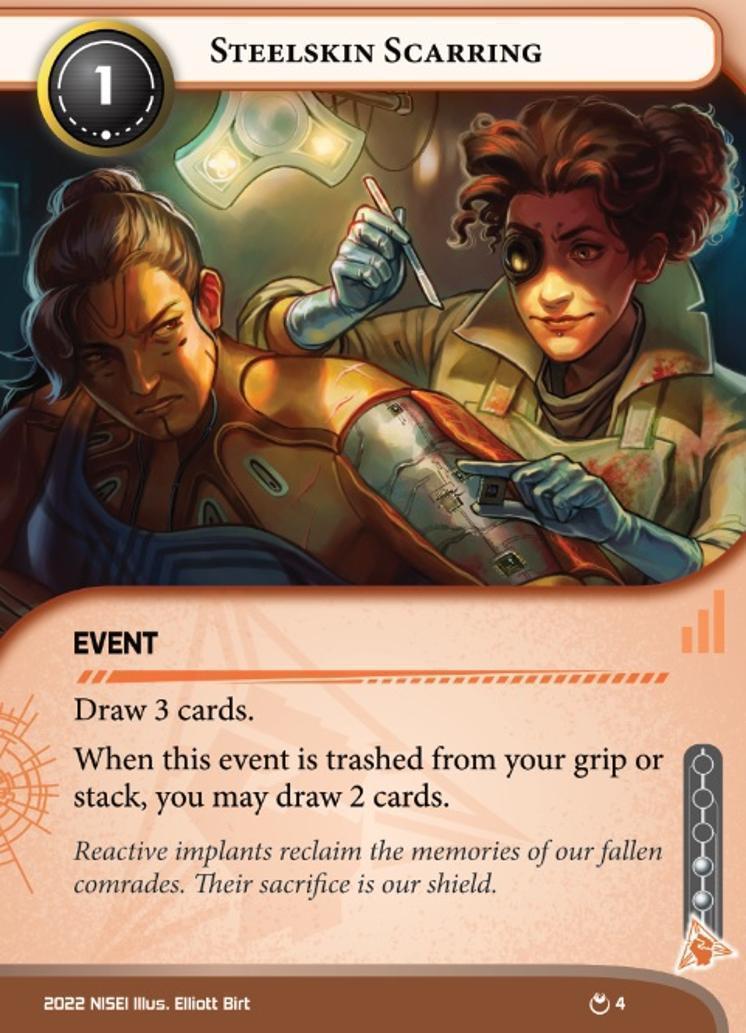 1
Steelskin Scarring
EVENT
Draw 3 cards.
When this event is trashed from your grip or
stack, you may draw 2 cards.
Reactive implants reclaim the memories of our fallen
comrades. Their sacrifice is our shield.
2022 NISEI Illus. Elliott Birt
4